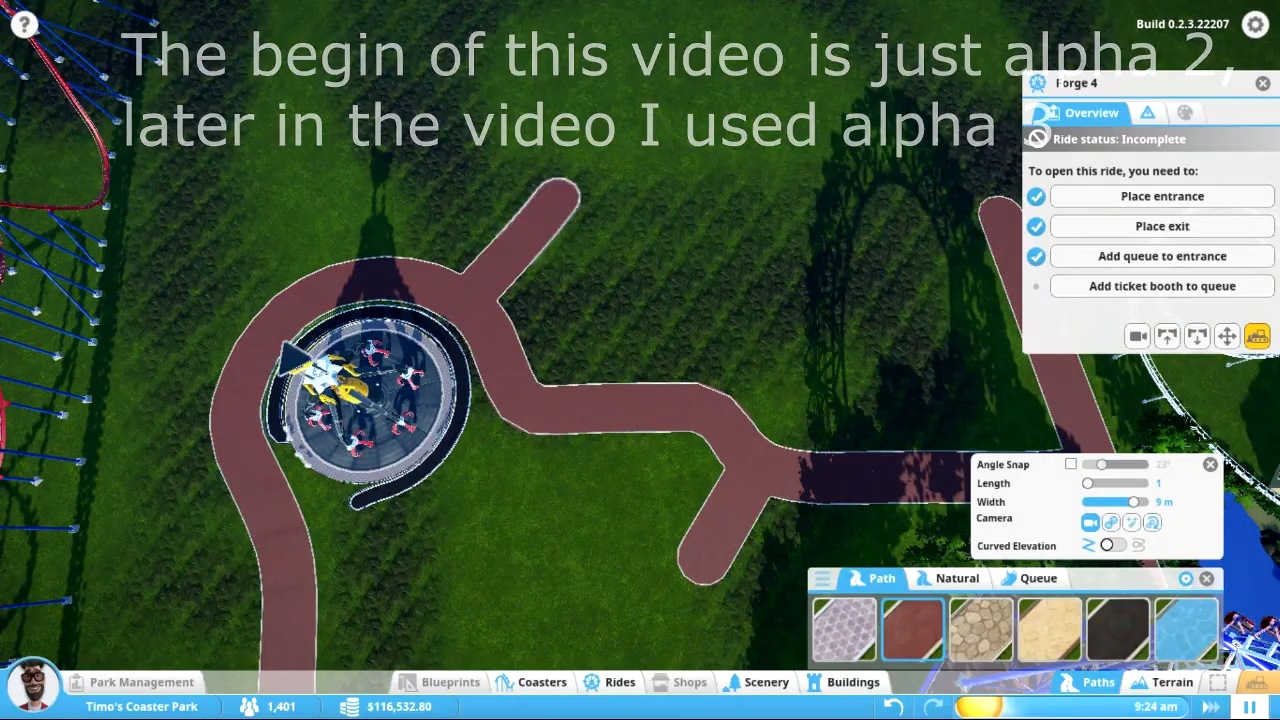 The begin of this video is just alpha 2,
later in the video I used alpha 3
?
Build 0.2.3.22207
Forge 4
Overview
Ride status: Incomplete
To open this ride, you need to:
Place entrance
Place exit
Add queue to entrance
Add ticket booth to queue
Angle Snap 23°
Length 1
Width 9 m
Camera
Curved Elevation
Path Natural Queue
Park Management Blueprints Coasters Rides Shops Scenery Buildings Paths Terrain
Timo's Coaster Park 1,401 $116,532.80 9:24 am